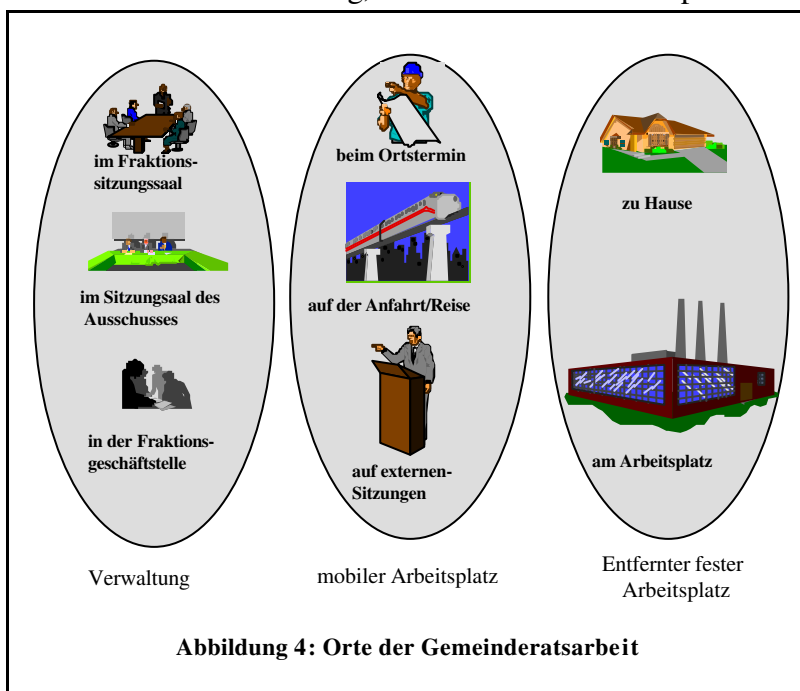 im Fraktions-
sitzungssaal
im Sitzungsaal des
Ausschusses
in der Fraktions-
geschäftstelle
Verwaltung
beim Ortstermin
auf der Anfahrt/Reise
auf externen-
Sitzungen
mobiler Arbeitsplatz
zu Hause
am Arbeitsplatz
Entfernter fester
Arbeitsplatz
Abbildung 4: Orte der Gemeinderatsarbeit